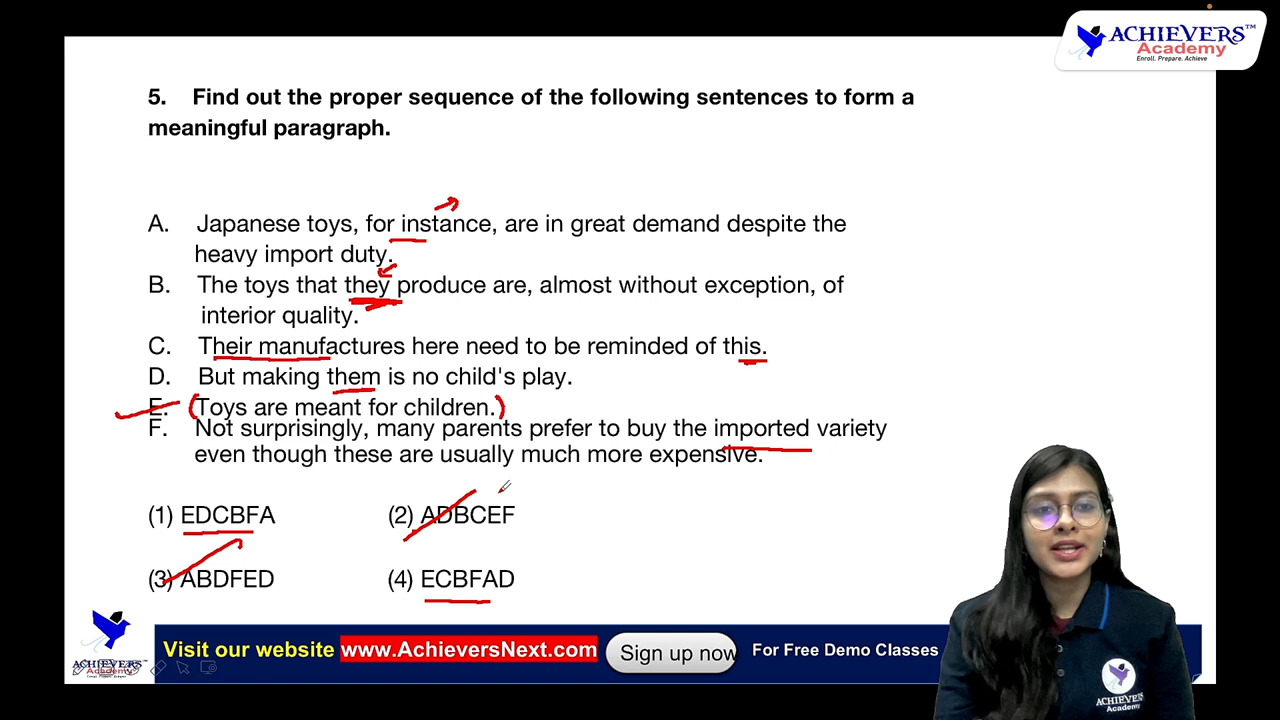 ACHIEVERS™
Academy
Enroll. Prepare. Achieve
5. Find out the proper sequence of the following sentences to form a
meaningful paragraph.
A. Japanese toys, for instance, are in great demand despite the
heavy import duty.
B. The toys that they produce are, almost without exception, of
interior quality.
C. Their manufactures here need to be reminded of this.
D. But making them is no child's play.
E. (Toys are meant for children.)
F. Not surprisingly, many parents prefer to buy the imported variety
even though these are usually much more expensive.
(1) EDCBFA (2) ADBCEF
(3) ABDFED (4) ECBFAD
ACHIEVERS
Academy
Visit our website www.AchieversNext.com Sign up now For Free Demo Classes
ACHIEVERS
Academy